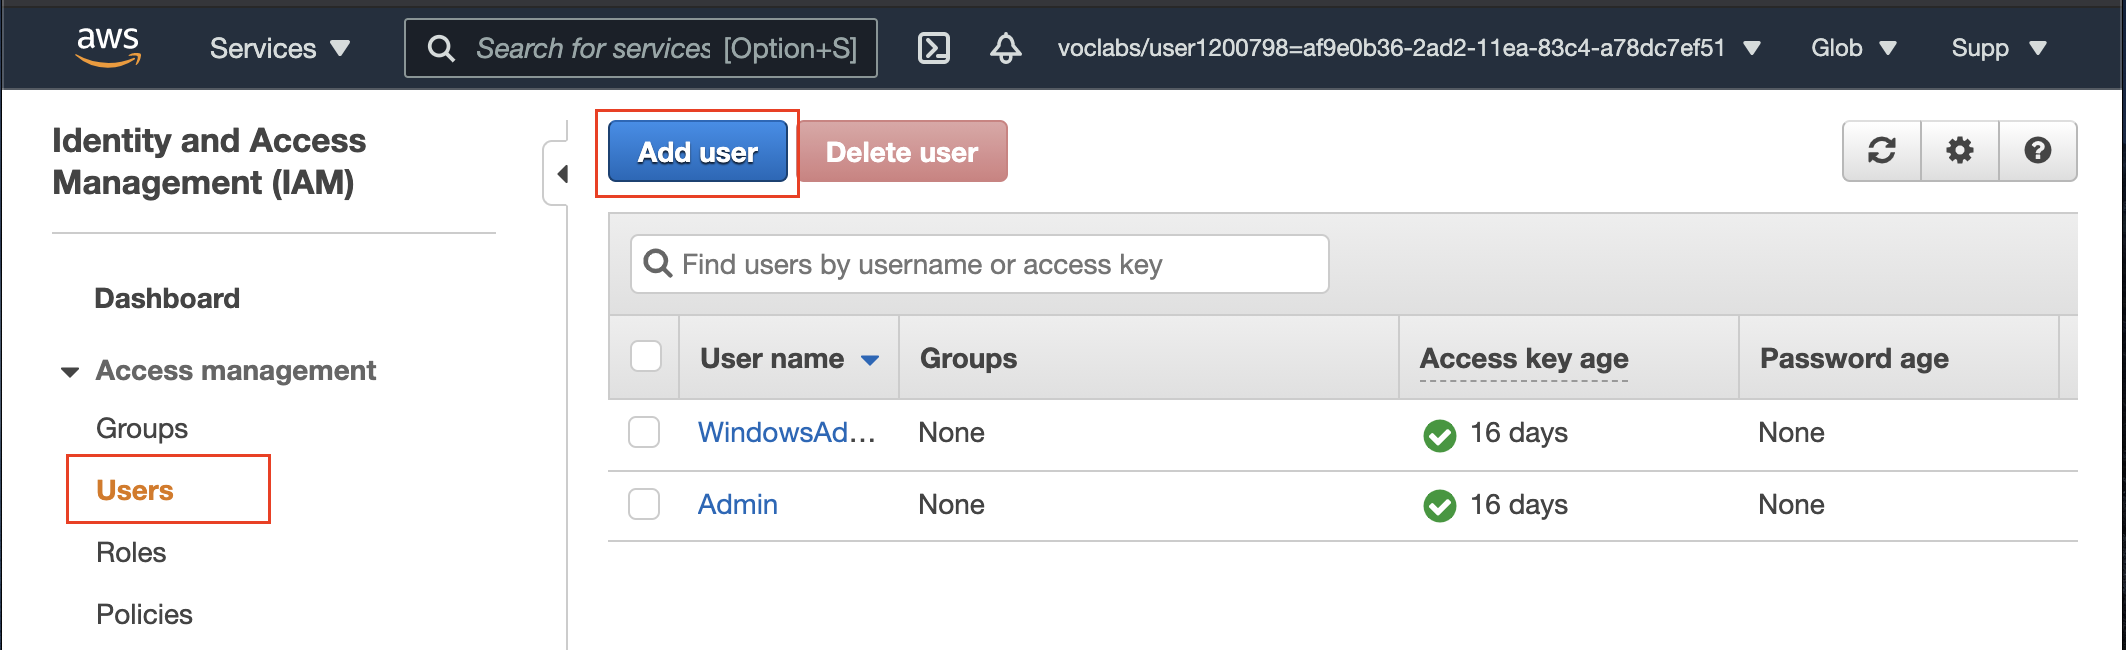 aws
Services
Search for services [Option+S]
voclabs/user1200798=af9e0b36-2ad2-11ea-83c4-a78dc7ef51
Glob
Supp
Identity and Access
Management (IAM)
Dashboard
Access management
Groups
Users
Roles
Policies
Add user
Delete user
Find users by username or access key
User name Groups Access key age Password age
WindowsAd... None 16 days None
Admin None 16 days None